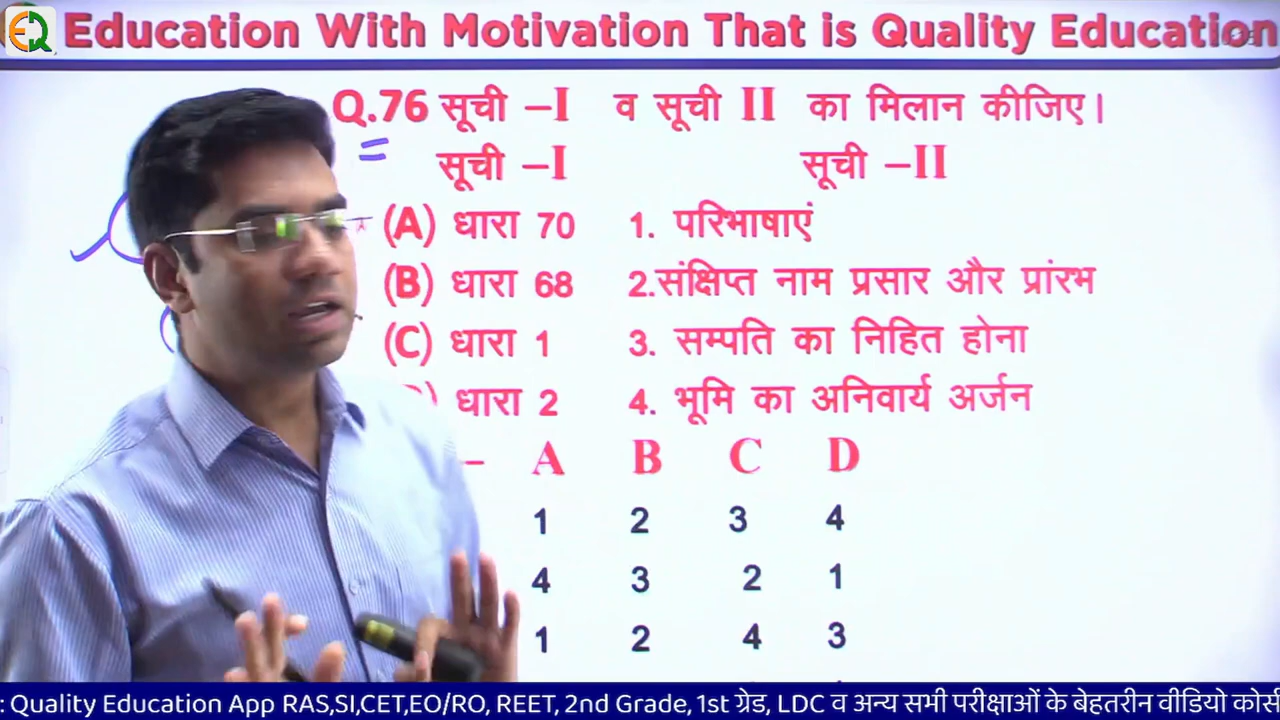 EQ Education With Motivation That is Quality Education
Q.76 सूची –I व सूची II का मिलान कीजिए।
सूची –I सूची –II
(A) धारा 70 1. परिभाषाएं
(B) धारा 68 2.संक्षिप्त नाम प्रसार और प्रांरभ
(C) धारा 1 3. सम्पति का निहित होना
) धारा 2 4. भूमि का अनिवार्य अर्जन
– A B C D
1 2 3 4
4 3 2 1
1 2 4 3
: Quality Education App RAS,SI,CET,EO/RO, REET, 2nd Grade, 1st ग्रेड, LDC व अन्य सभी परीक्षाओं के बेहतरीन वीडियो कोर्स